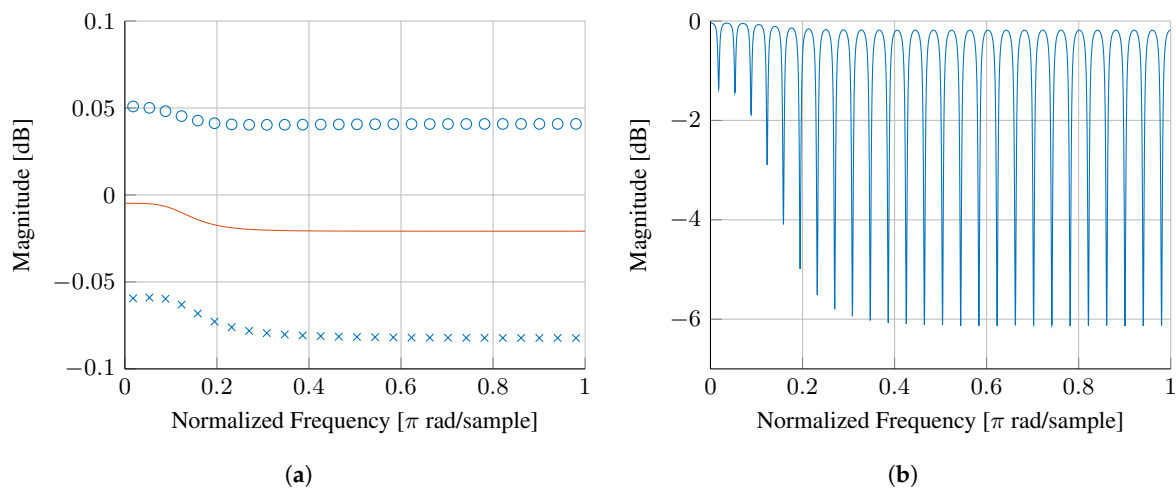 0.1
0.05
0
−0.05
−0.1
Magnitude [dB]
0 0.2 0.4 0.6 0.8 1
Normalized Frequency [π rad/sample]
(a)
0
−2
−4
−6
Magnitude [dB]
0 0.2 0.4 0.6 0.8 1
Normalized Frequency [π rad/sample]
(b)